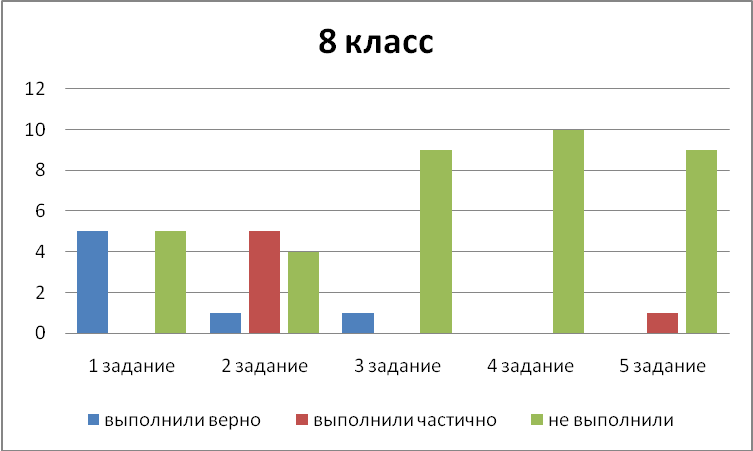 8 класс
12
10
8
6
4
2
0
1 задание 2 задание 3 задание 4 задание 5 задание
выполнили верно выполнили частично не выполнили